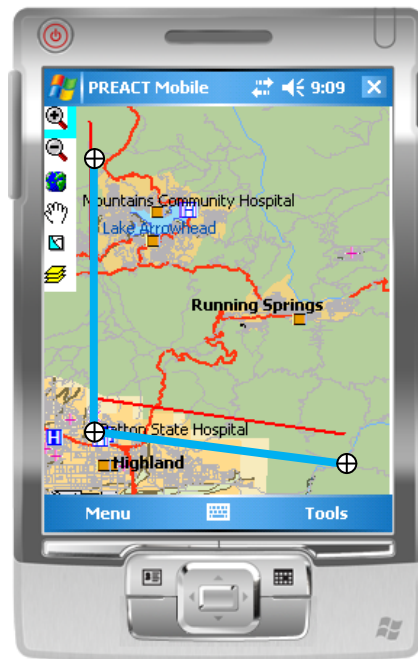 PREACT Mobile 9:09
Mountains Community Hospital
H
Lake Arrowhead
Running Springs
Patton State Hospital
H
Highland
Menu Tools